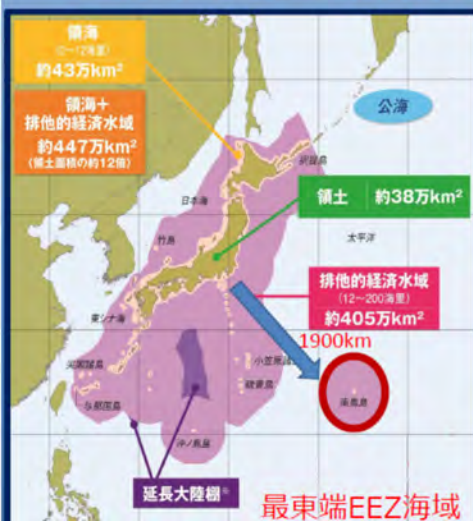 領海
(0〜12海里)
約43万km²
領海+
排他的経済水域
約447万km²
(領土面積の約12倍)
公海
択捉島
日本海
領土 約38万km²
竹島
太平洋
排他的経済水域
(12〜200海里)
約405万km²
東シナ海
1900km
小笠原諸島
硫黄島
南鳥島
与那国島
沖ノ鳥島
延長大陸棚※
最東端EEZ海域